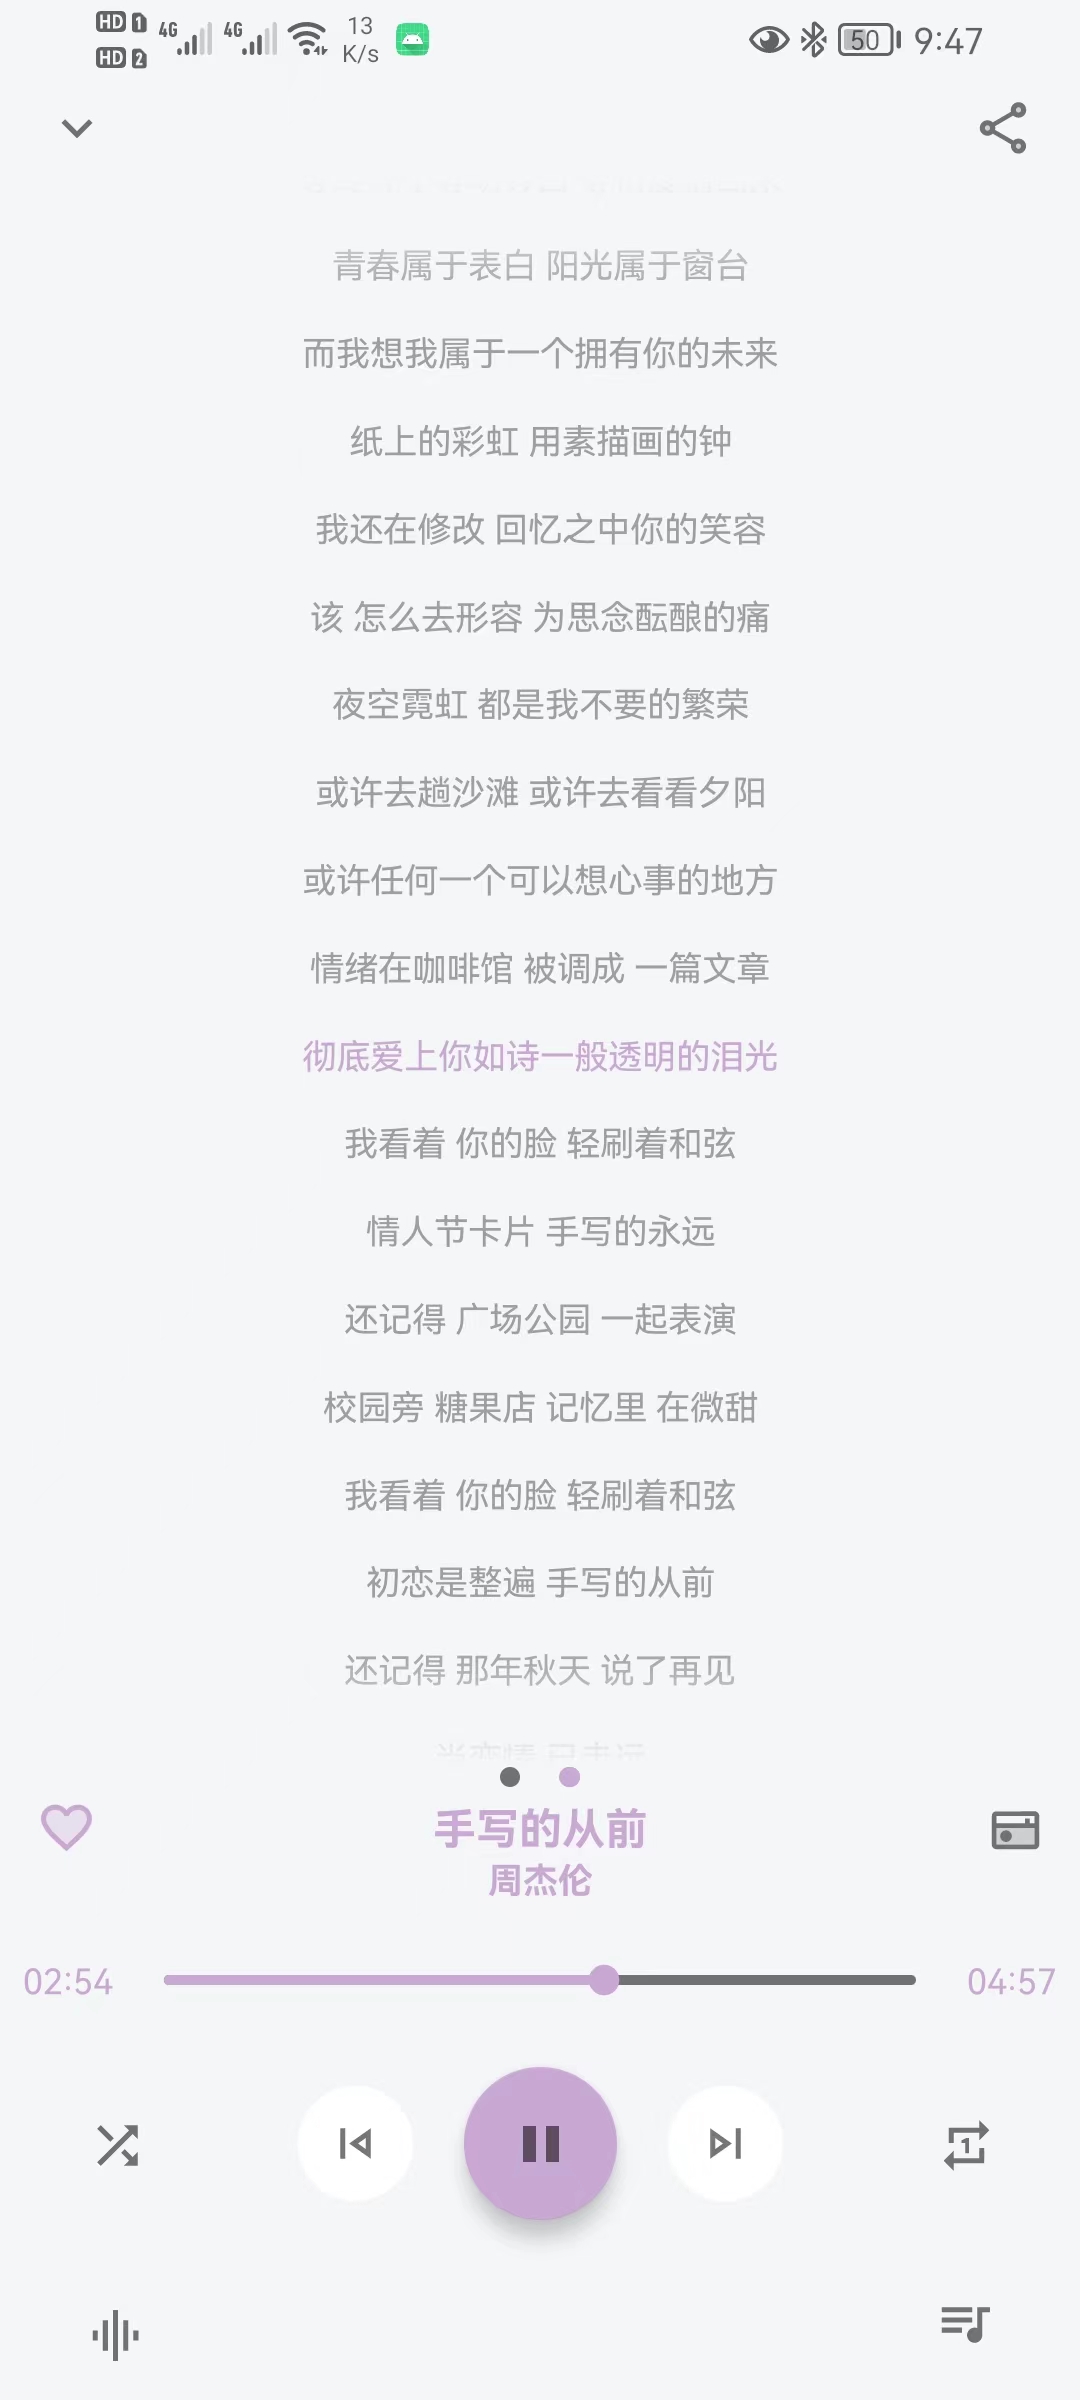 HD 1 4G 4G 13 50 9:47
HD 2 K/s
青春属于表白 阳光属于窗台
而我想我属于一个拥有你的未来
纸上的彩虹 用素描画的钟
我还在修改 回忆之中你的笑容
该 怎么去形容 为思念酝酿的痛
夜空霓虹 都是我不要的繁荣
或许去趟沙滩 或许去看看夕阳
或许任何一个可以想心事的地方
情绪在咖啡馆 被调成 一篇文章
彻底爱上你如诗一般透明的泪光
我看着 你的脸 轻刷着和弦
情人节卡片 手写的永远
还记得 广场公园 一起表演
校园旁 糖果店 记忆里 在微甜
我看着 你的脸 轻刷着和弦
初恋是整遍 手写的从前
还记得 那年秋天 说了再见
手写的从前
周杰伦
02:54 04:57
1